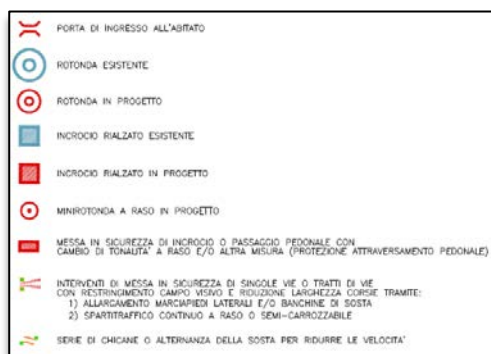 PORTA DI INGRESSO ALL'ABITATO
ROTONDA ESISTENTE
ROTONDA IN PROGETTO
INCROCIO RIALZATO ESISTENTE
INCROCIO RIALZATO IN PROGETTO
MINIROTONDA A RASO IN PROGETTO
MESSA IN SICUREZZA DI INCROCIO O PASSAGGIO PEDONALE CON
CAMBIO DI TONALITA' A RASO E/O ALTRA MISURA (PROTEZIONE ATTRAVERSAMENTO PEDONALE)
INTERVENTI DI MESSA IN SICUREZZA DI SINGOLE VIE O TRATTI DI VIE
CON RESTRINGIMENTO CAMPO VISIVO E RIDUZIONE LARGHEZZA CORSIE TRAMITE:
1) ALLARGAMENTO MARCIAPIEDI LATERALI E/O BANCHINE DI SOSTA
2) SPARTITRAFFICO CONTINUO A RASO O SEMI-CARROZZABILE
SERIE DI CHICANE O ALTERNANZA DELLA SOSTA PER RIDURRE LE VELOCITA'